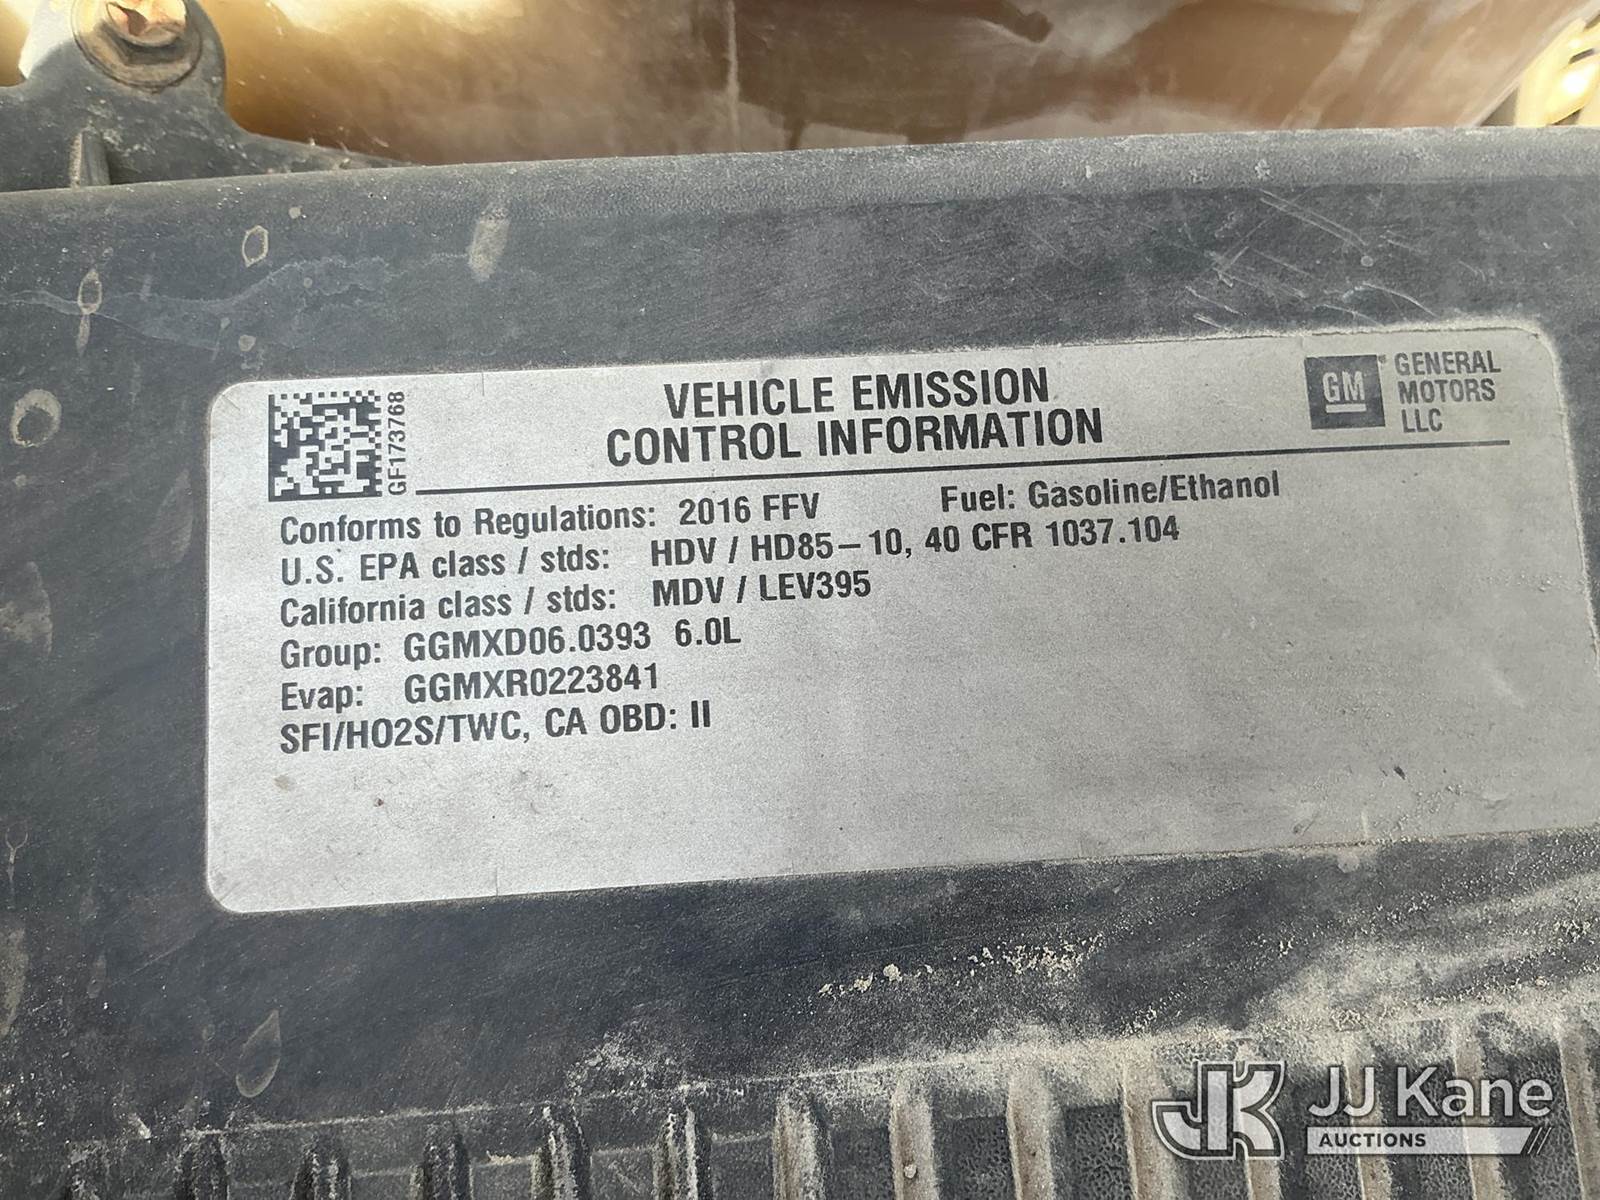 GF173768
VEHICLE EMISSION
CONTROL INFORMATION
GM
GENERAL
MOTORS
LLC
Conforms to Regulations: 2016 FFV Fuel: Gasoline/Ethanol
U.S. EPA class / stds: HDV / HD85-10, 40 CFR 1037.104
California class / stds: MDV / LEV395
Group: GGMXD06.0393 6.0L
Evap: GGMXR0223841
SFI/HO2S/TWC, CA OBD: II
JK JJ Kane
AUCTIONS